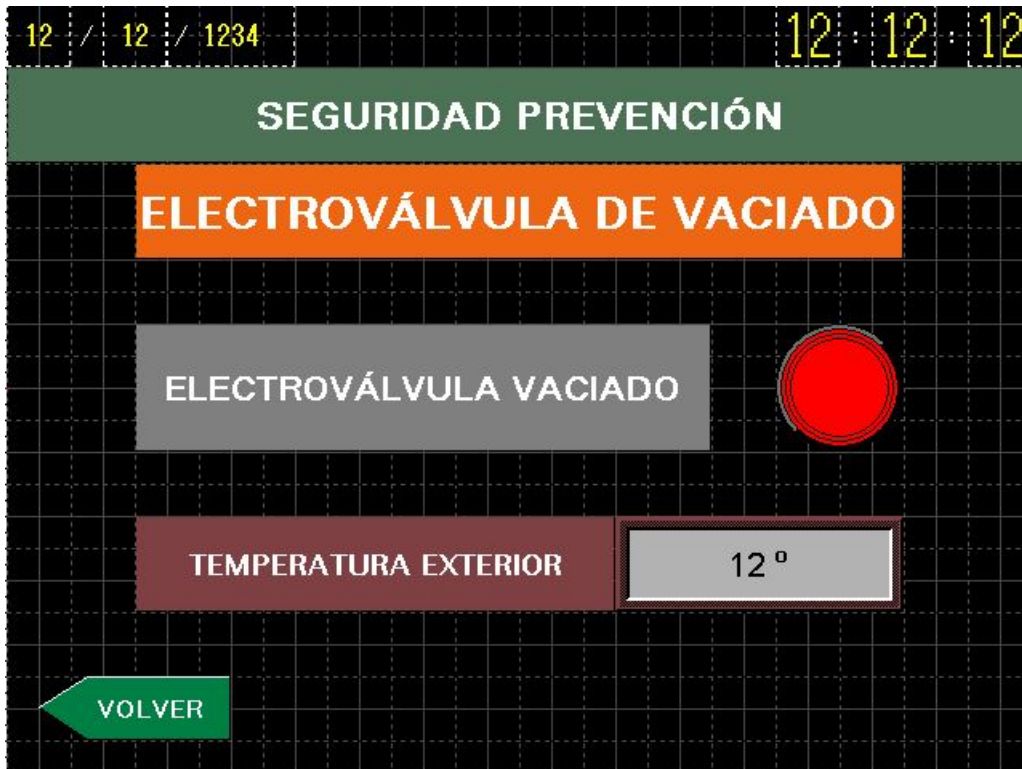 12 / 12 / 1234 12 : 12 : 12
SEGURIDAD PREVENCIÓN
ELECTROVÁLVULA DE VACIADO
ELECTROVÁLVULA VACIADO
TEMPERATURA EXTERIOR 12 º
VOLVER